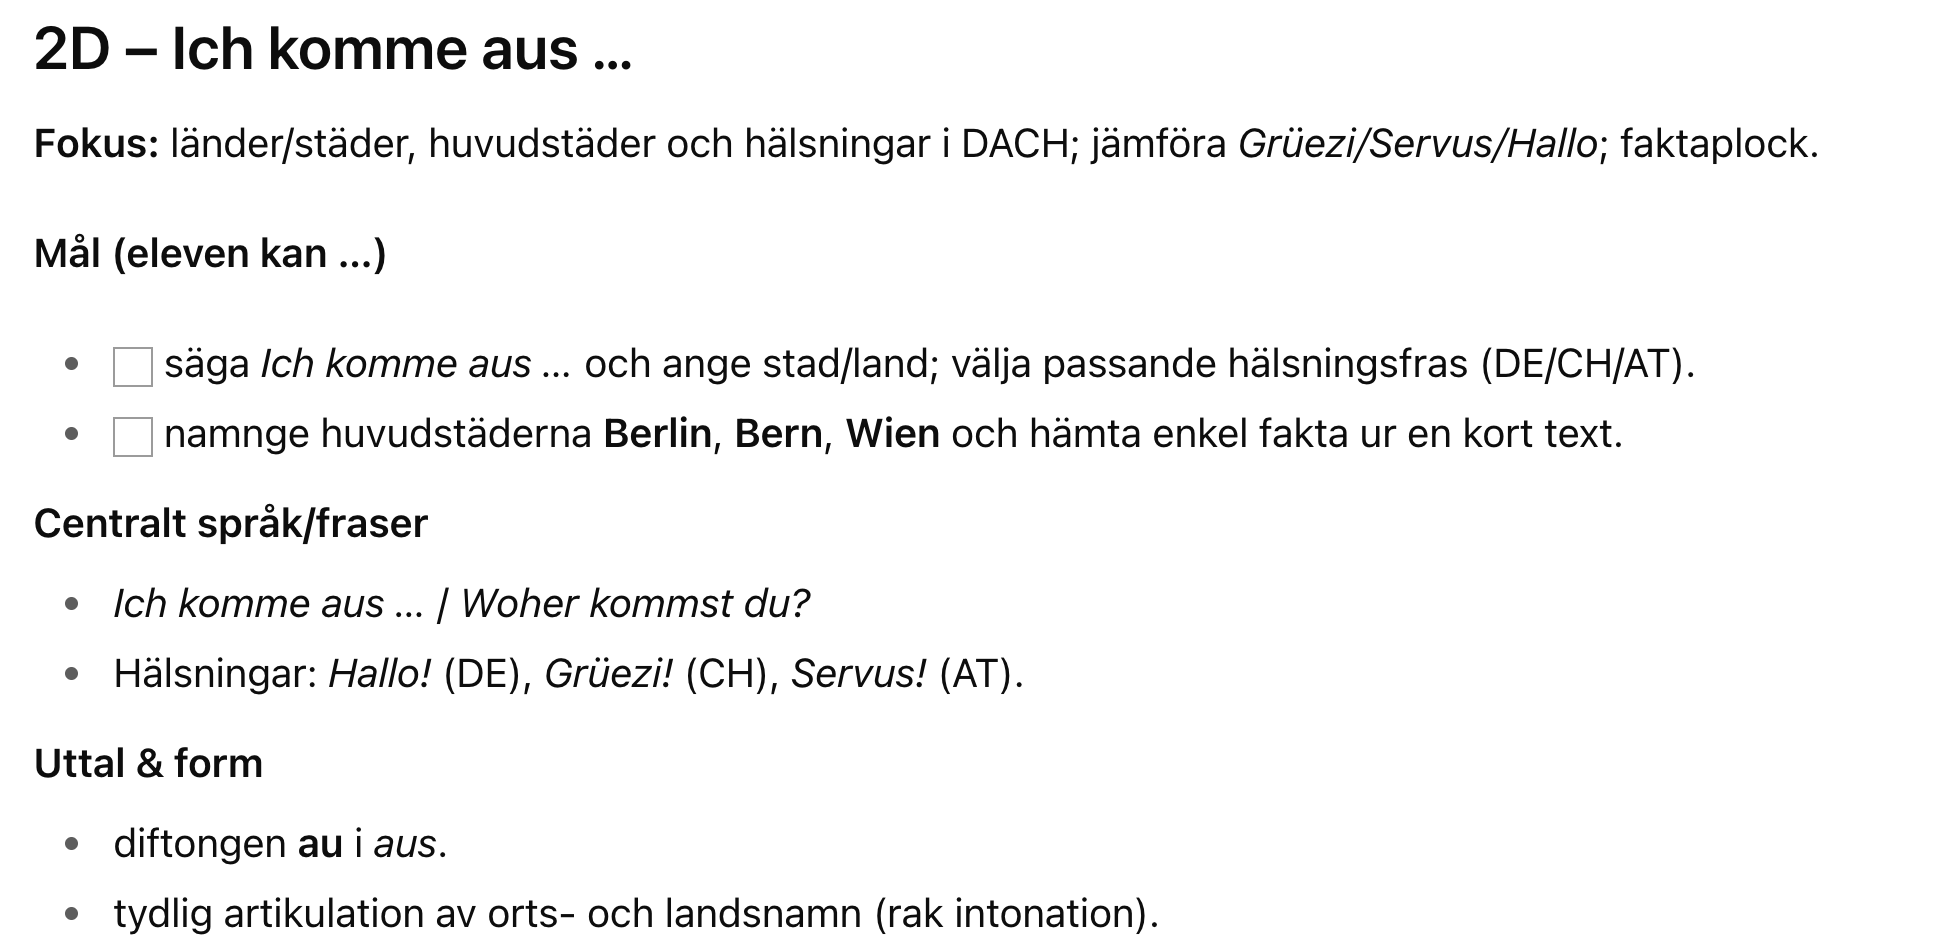 2D – Ich komme aus …
Fokus: länder/städer, huvudstäder och hälsningar i DACH; jämföra Grüezi/Servus/Hallo; faktaplock.
Mål (eleven kan …)
säga Ich komme aus … och ange stad/land; välja passande hälsningsfras (DE/CH/AT).
namnge huvudstäderna Berlin, Bern, Wien och hämta enkel fakta ur en kort text.
Centralt språk/fraser
Ich komme aus … | Woher kommst du?
Hälsningar: Hallo! (DE), Grüezi! (CH), Servus! (AT).
Uttal & form
diftongen au i aus.
tydlig artikulation av orts- och landsnamn (rak intonation).